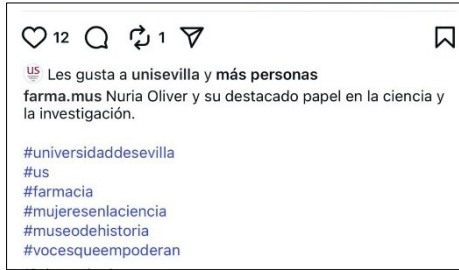 12 1
US Les gusta a unisevilla y más personas
farma.mus Nuria Oliver y su destacado papel en la ciencia y
la investigación.
#universidaddesevilla
#us
#farmacia
#mujeresenlaciencia
#museodehistoria
#vocesqueempoderan